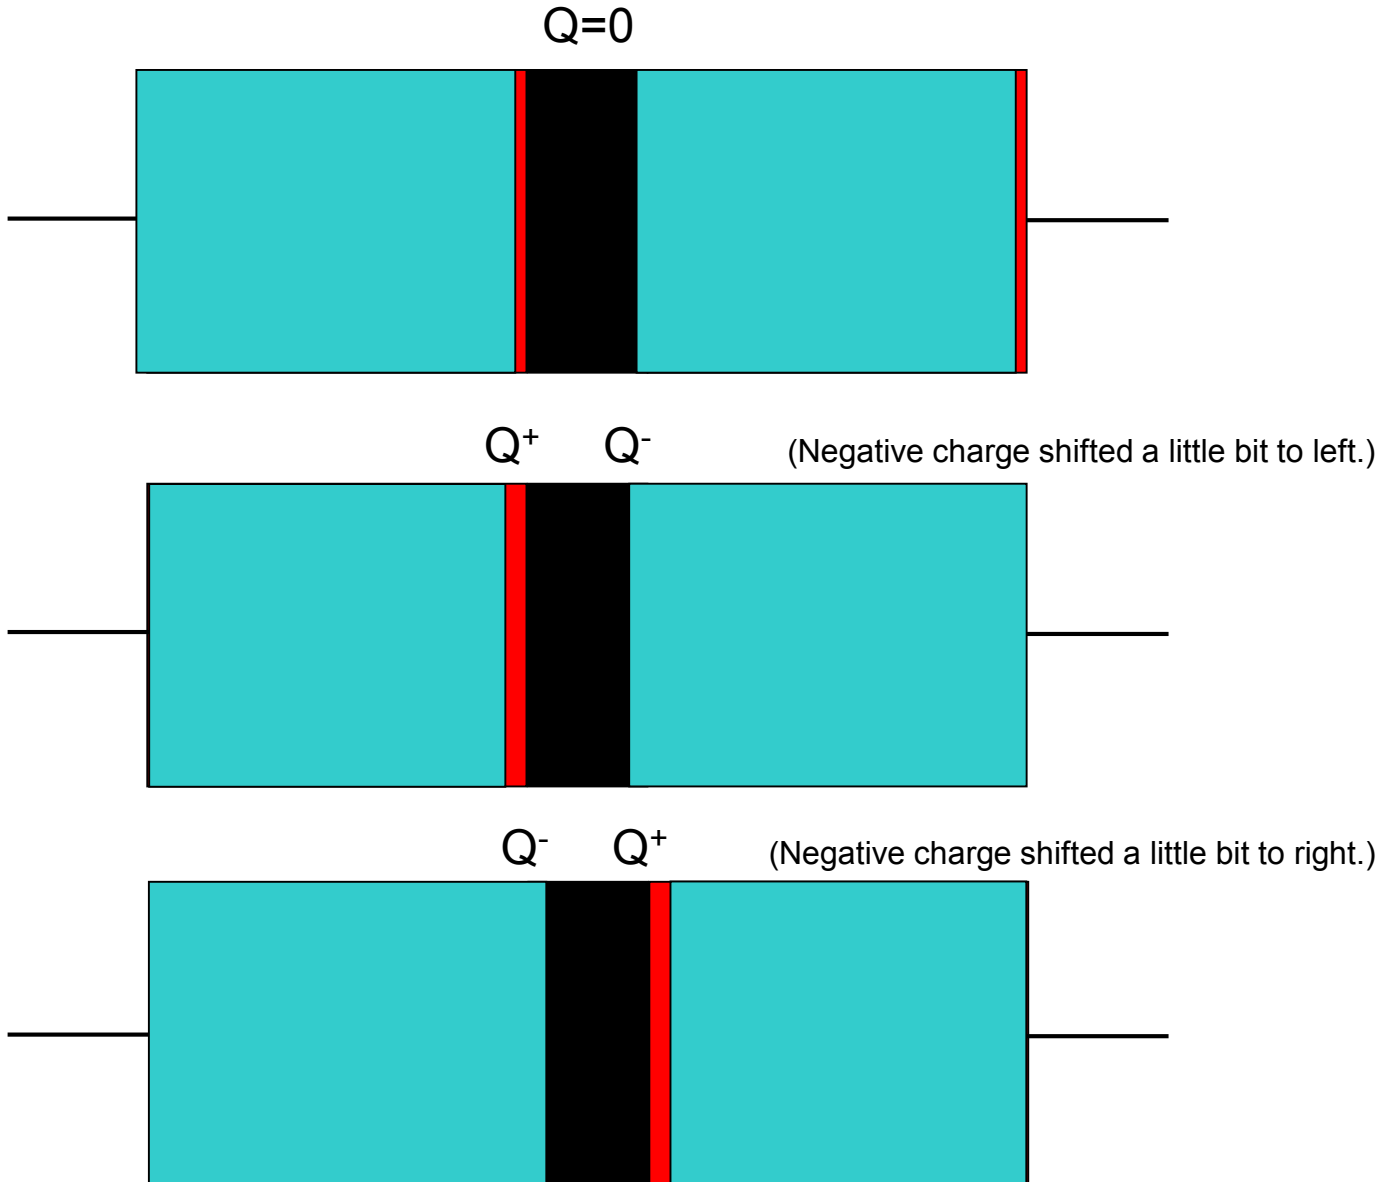 Q=0
Q⁺ Q⁻ (Negative charge shifted a little bit to left.)
Q⁻ Q⁺ (Negative charge shifted a little bit to right.)